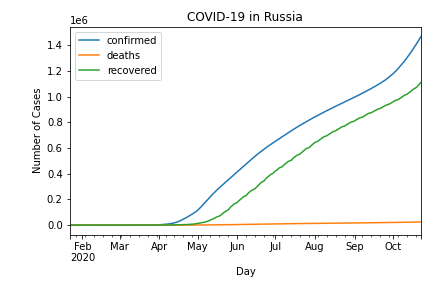 COVID-19 in Russia
1e6
confirmed
deaths
recovered
1.4
1.2
1.0
0.8
0.6
0.4
0.2
0.0
Number of Cases
Feb Mar Apr May Jun Jul Aug Sep Oct
2020
Day